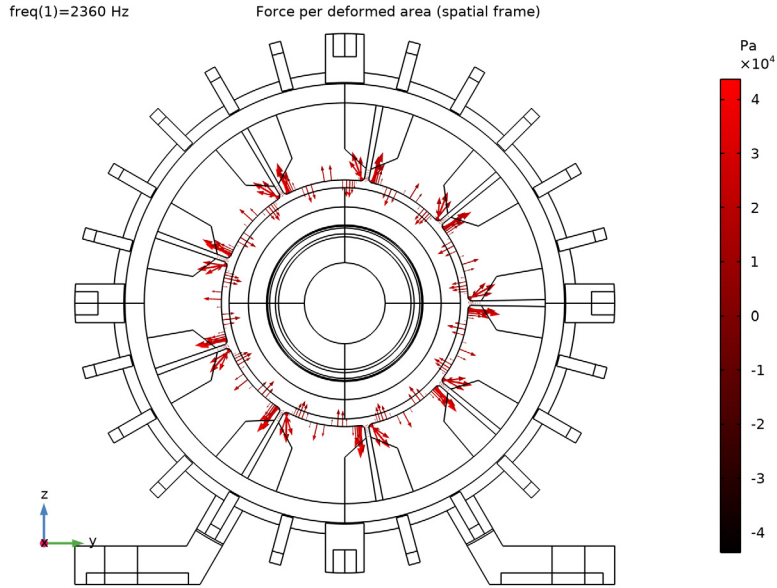 freq(1)=2360 Hz
Force per deformed area (spatial frame)
Pa
×10⁴
4
3
2
1
0
-1
-2
-3
-4
z
x
y